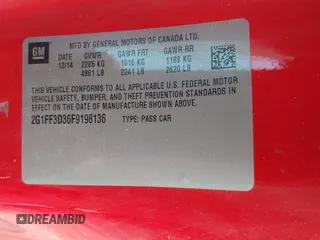 GM
MFD BY GENERAL MOTORS OF CANADA LTD.
DATE GVWR GAWR FRT GAWR RR
12/14 2205 KG 1016 KG 1189 KG
4861 LB 2241 LB 2620 LB
THIS VEHICLE CONFORMS TO ALL APPLICABLE U.S. FEDERAL MOTOR
VEHICLE SAFETY, BUMPER, AND THEFT PREVENTION STANDARDS IN EFFECT ON THE
DATE OF MANUFACTURE SHOWN ABOVE.
2G1FF3D36F9198136 TYPE: PASS CAR
DREAMBID